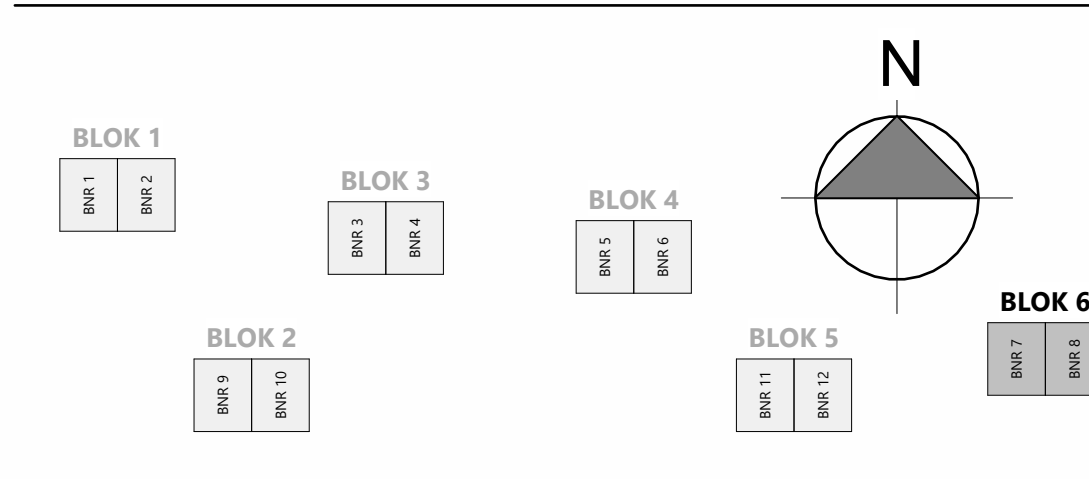 N
BLOK 1
BNR 1
BNR 2
BLOK 3
BNR 3
BNR 4
BLOK 4
BNR 5
BNR 6
BLOK 6
BNR 7
BNR 8
BLOK 2
BNR 9
BNR 10
BLOK 5
BNR 11
BNR 12